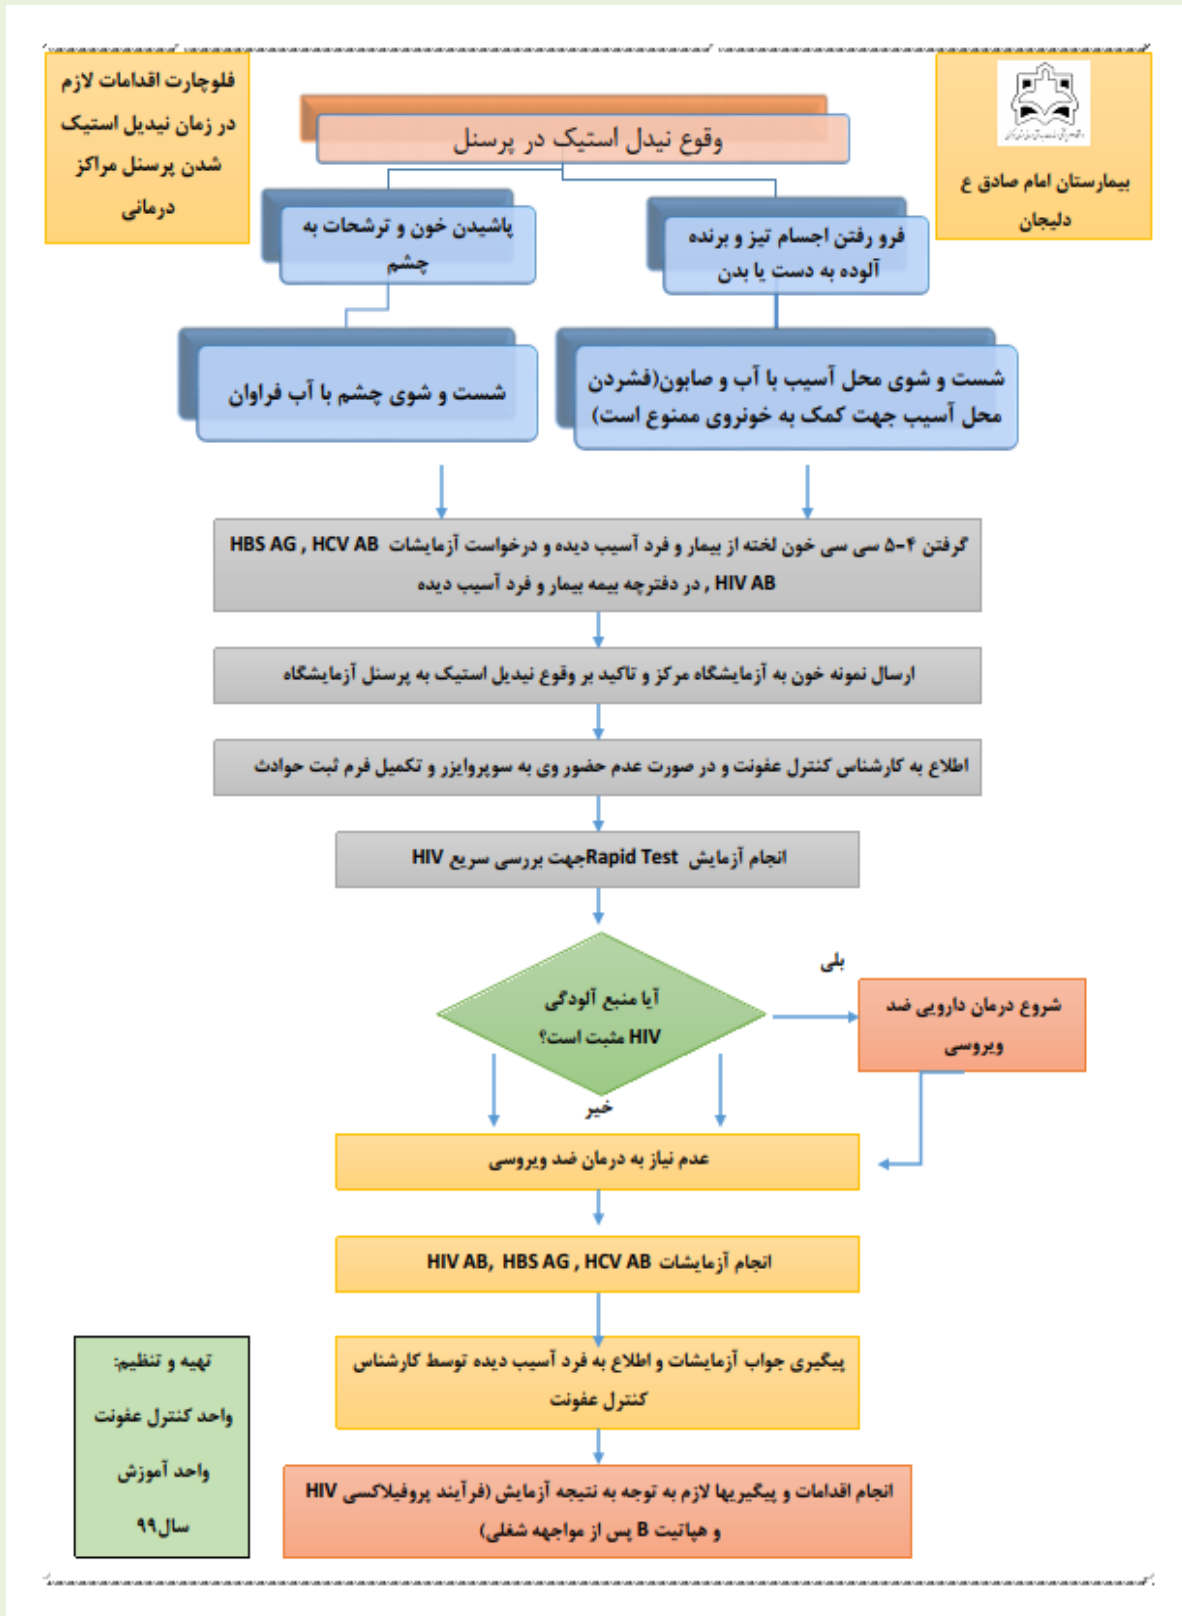 فلوچارت اقدامات لازم
در زمان نیدیل استیک
شدن پرسنل مراکز
درمانی
بیمارستان امام صادق ع
دلیجان
وقوع نیدل استیک در پرسنل
فرو رفتن اجسام تیز و برنده
آلوده به دست یا بدن
پاشیدن خون و ترشحات به
چشم
شست و شوی محل آسیب با آب و صابون(فشردن
محل آسیب جهت کمک به خونروی ممنوع است)
شست و شوی چشم با آب فراوان
گرفتن ۴-۵ سی سی خون لخته از بیمار و فرد آسیب دیده و درخواست آزمایشات HBS AG , HCV AB
, HIV AB در دفترچه بیمه بیمار و فرد آسیب دیده
ارسال نمونه خون به آزمایشگاه مرکز و تاکید بر وقوع نیدیل استیک به پرسنل آزمایشگاه
اطلاع به کارشناس کنترل عفونت و در صورت عدم حضور وی به سوپروایزر و تکمیل فرم ثبت حوادث
انجام آزمایش Rapid Testجهت بررسی سریع HIV
آیا منبع آلودگی
HIV مثبت است؟
بلی
شروع درمان دارویی ضد
ویروسی
خیر
عدم نیاز به درمان ضد ویروسی
انجام آزمایشات HIV AB, HBS AG , HCV AB
پیگیری جواب آزمایشات و اطلاع به فرد آسیب دیده توسط کارشناس
کنترل عفونت
انجام اقدامات و پیگیریها لازم به توجه به نتیجه آزمایش (فرآیند پروفیلاکسی HIV
و هپاتیت B پس از مواجهه شغلی)
تهیه و تنظیم:
واحد کنترل عفونت
واحد آموزش
سال۹۹